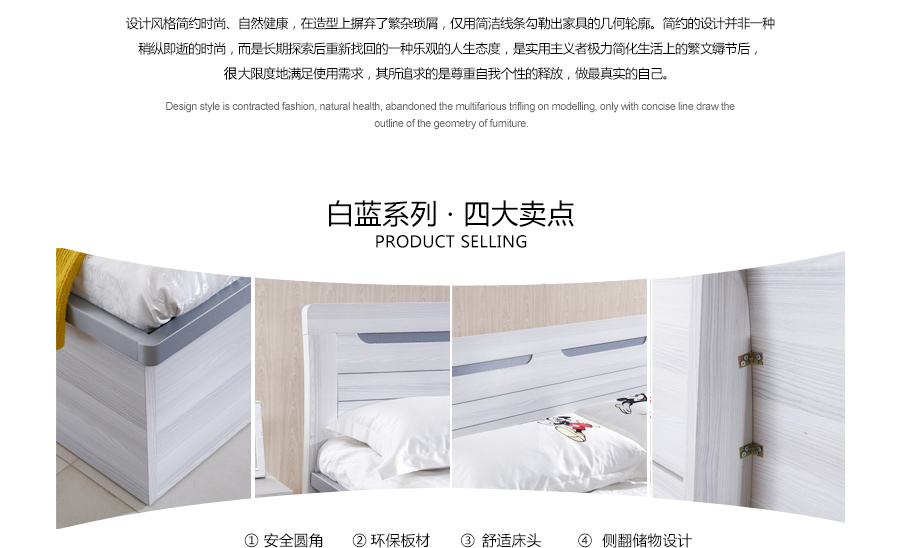 设计风格简约时尚、自然健康，在造型上摒弃了繁杂琐屑，仅用简洁线条勾勒出家具的几何轮廓。简约的设计并非一种
稍纵即逝的时尚，而是长期探索后重新找回的一种乐观的人生态度，是实用主义者极力简化生活上的繁文缛节后，
很大限度地满足使用需求，其所追求的是尊重自我个性的释放，做最真实的自己。
Design style is contracted fashion, natural health, abandoned the multifarious trifling on modelling, only with concise line draw the
outline of the geometry of furniture.
白蓝系列 · 四大卖点
PRODUCT SELLING
① 安全圆角 ② 环保板材 ③ 舒适床头 ④ 侧翻储物设计